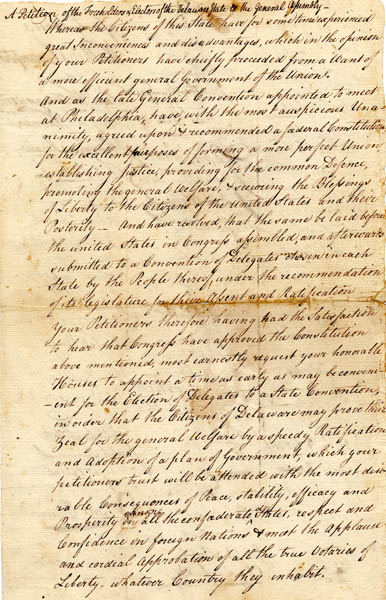 A Petition of the Freeholders & Electors of the Delaware State to the General Assembly—
Whereas the Citizens of this State have for some time experienced
great Inconveniences and disadvantages, which in the opinion
of your Petitioners have chiefly proceeded from a Want of
a more efficient general Government of the Union.
And as the late General Convention appointed to meet
at Philadelphia, have, with the most auspicious Una-
nimity, agreed upon & recommended a fœderal Constitution
for the excellent purposes of forming a more perfect Union,
establishing Justice, providing for the common Defence,
promoting the general Welfare, & securing the Blessings
of Liberty to the Citizens of the United States and their
Posterity— And have resolved, that the same be laid before
the united States in Congress assembled, and afterwards
submitted to a Convention of Delegates chosen in each
State by the People thereof, under the recommendation
of its legislature for their Assent and Ratification
Your Petitioners therefore having had the Satisfaction
to hear that Congress have approved the Constitution
above mentioned, most earnestly request your honorable
Houses to appoint a time as early as may be conveni-
-ent for the Election of Delegates to a State Convention,
in order that the Citizens of Delaware may prove their
Zeal for the general Welfare by a speedy Ratification
and Adoption of a plan of Government, which your
petitioners trust will be attended with the most desi-
rable Consequences of Peace, stability, efficacy and
Prosperity among all the confœderated States, respect and
Confidence in foreign Nations & most the Applause
and cordial Approbation of all the true Votaries of
Liberty, whatever Country they inhabit.